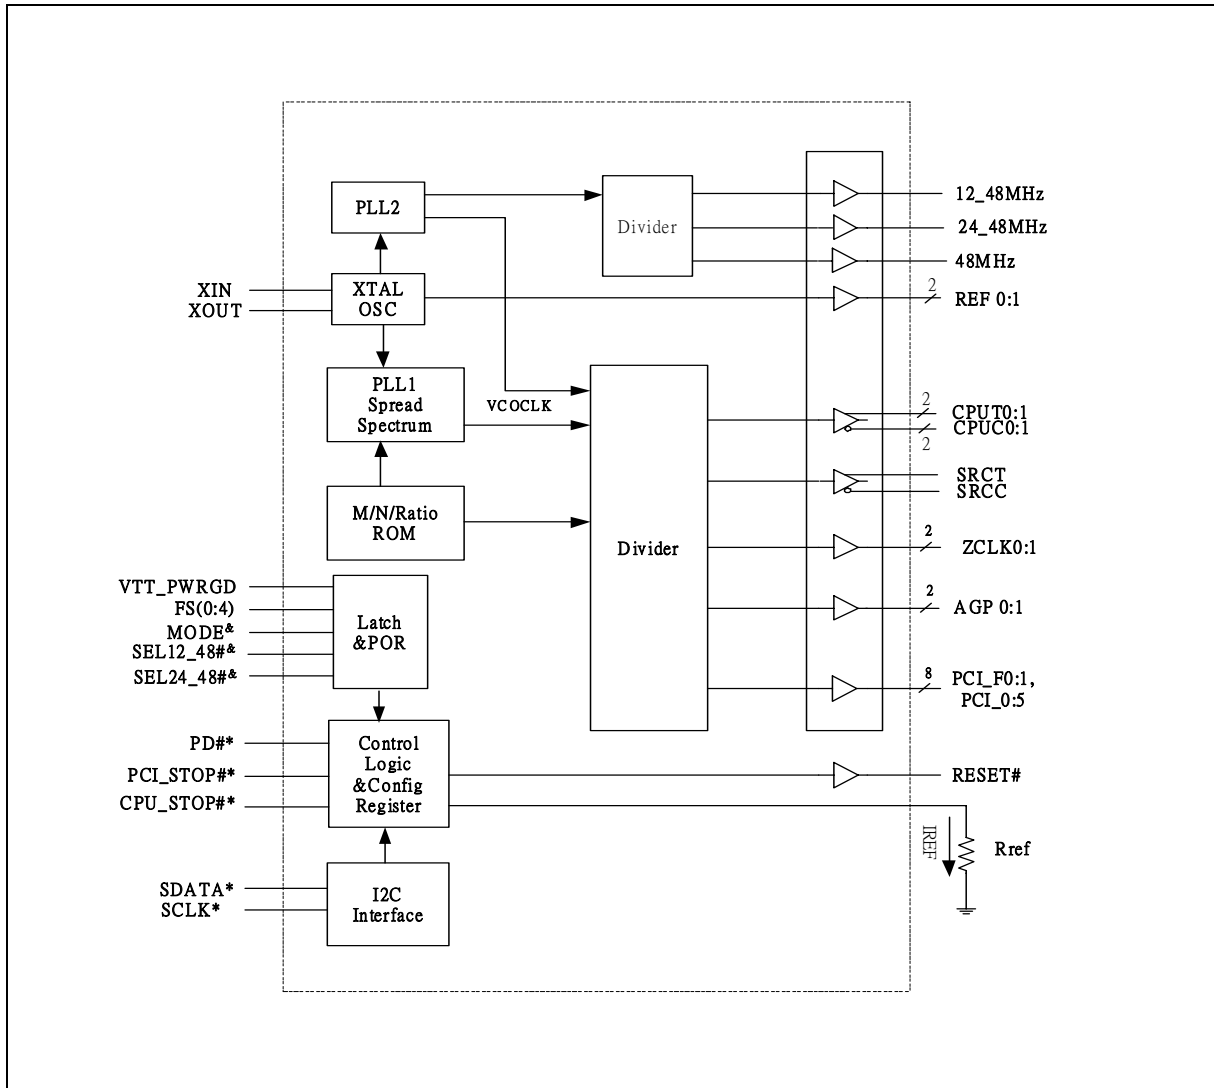 PLL2
Divider
12_48MHz
24_48MHz
48MHz
XIN
XOUT
XTAL
OSC
2
REF 0:1
PLL1
Spread
Spectrum
VCOCLK
2
CPUT0:1
CPUC0:1
2
SRCT
SRCC
M/N/Ratio
ROM
Divider
2
ZCLK0:1
VTT_PWRGD
FS(0:4)
MODE&
SEL12_48#&
SEL24_48#&
Latch
&POR
2
AGP 0:1
8
PCI_F0:1,
PCI_0:5
PD#*
PCI_STOP#*
CPU_STOP#*
Control
Logic
&Config
Register
RESET#
IREF
Rref
SDATA*
SCLK*
I2C
Interface